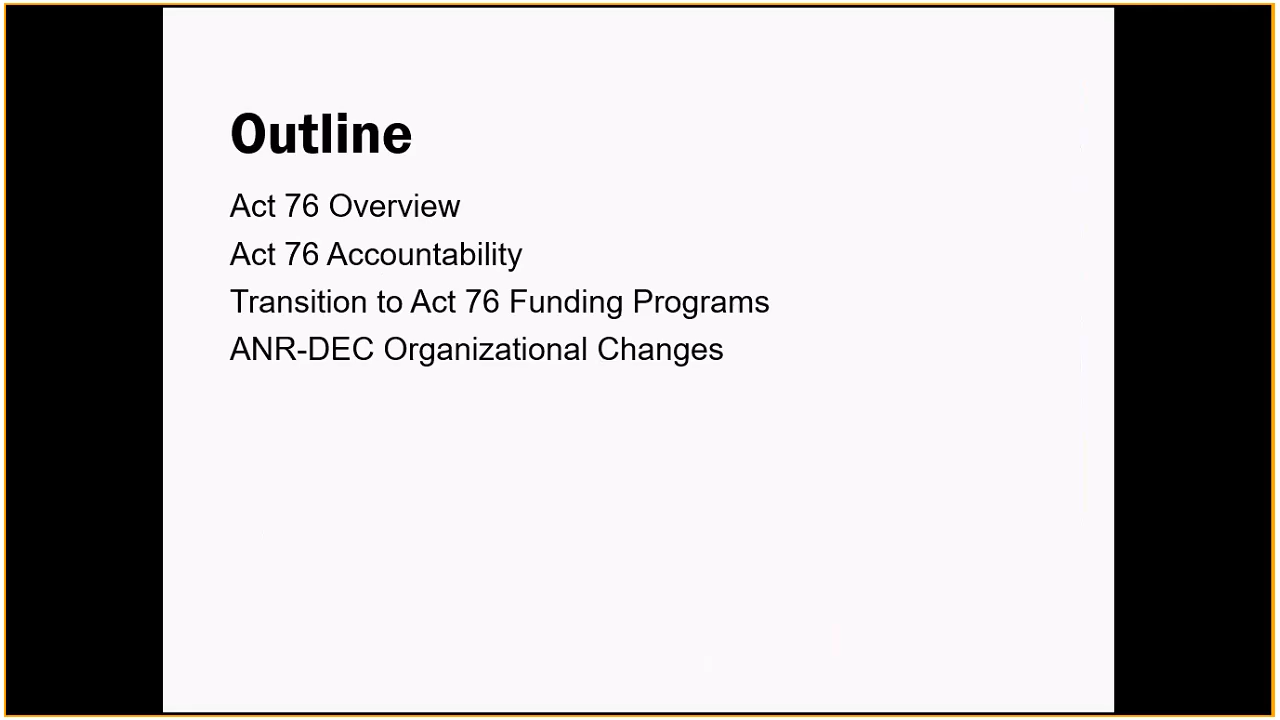 Outline
Act 76 Overview
Act 76 Accountability
Transition to Act 76 Funding Programs
ANR-DEC Organizational Changes